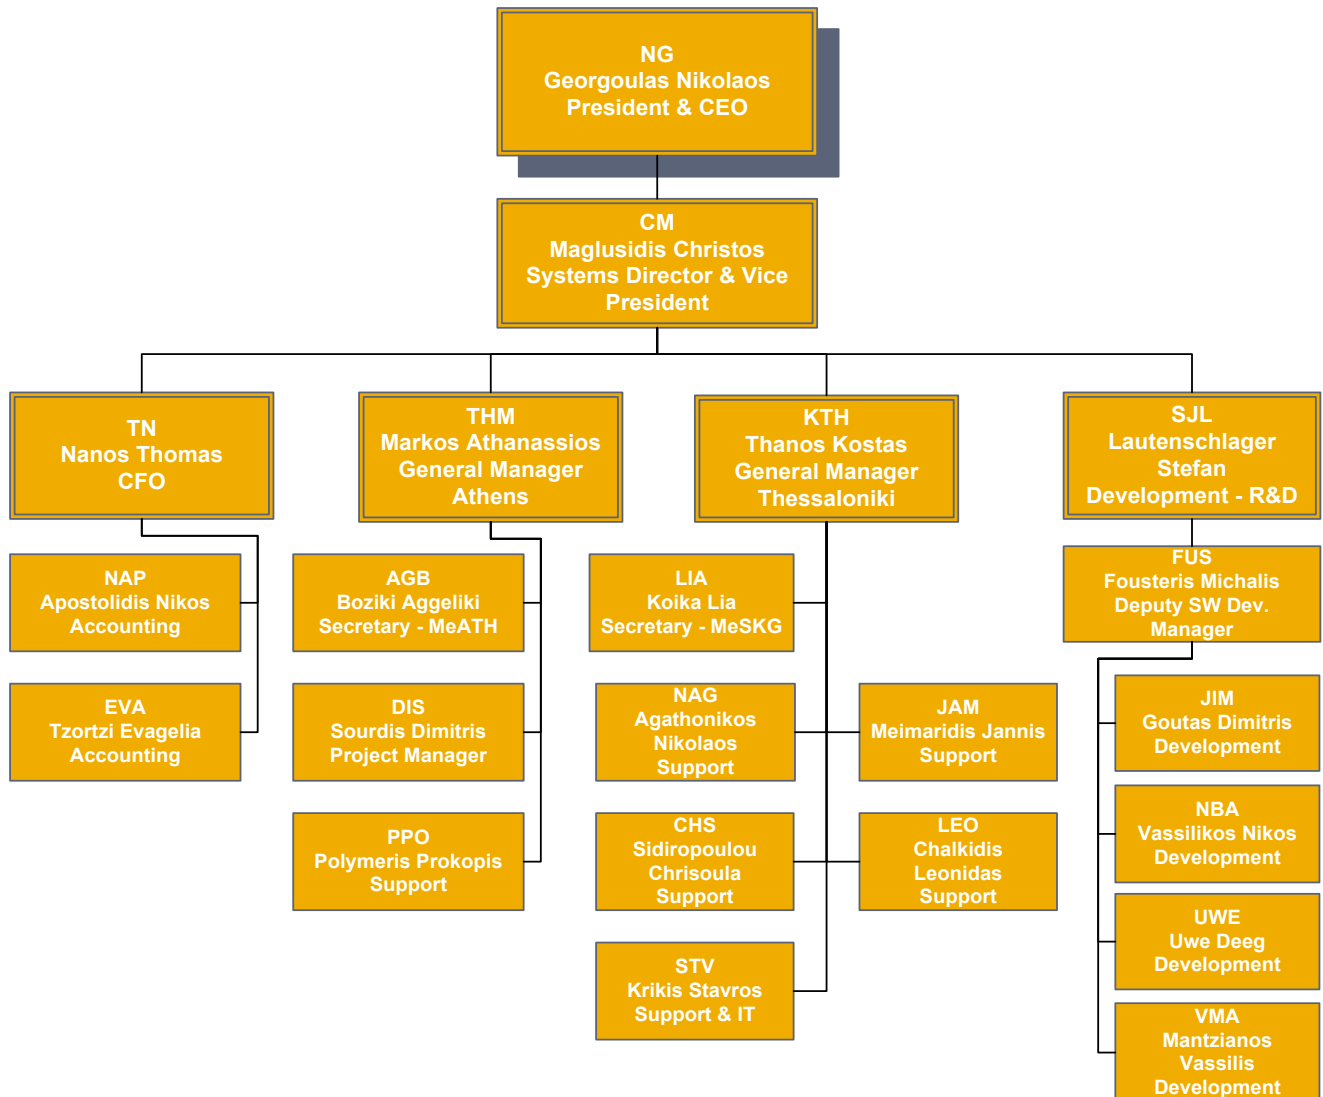 NG
Georgoulas Nikolaos
President & CEO
CM
Maglusidis Christos
Systems Director & Vice
President
TN
Nanos Thomas
CFO
THM
Markos Athanassios
General Manager
Athens
KTH
Thanos Kostas
General Manager
Thessaloniki
SJL
Lautenschlager
Stefan
Development - R&D
NAP
Apostolidis Nikos
Accounting
AGB
Boziki Aggeliki
Secretary - MeATH
LIA
Koika Lia
Secretary - MeSKG
FUS
Fousteris Michalis
Deputy SW Dev.
Manager
EVA
Tzortzi Evagelia
Accounting
DIS
Sourdis Dimitris
Project Manager
NAG
Agathonikos
Nikolaos
Support
JAM
Meimaridis Jannis
Support
JIM
Goutas Dimitris
Development
PPO
Polymeris Prokopis
Support
CHS
Sidiropoulou
Chrisoula
Support
LEO
Chalkidis
Leonidas
Support
NBA
Vassilikos Nikos
Development
UWE
Uwe Deeg
Development
STV
Krikis Stavros
Support & IT
VMA
Mantzianos
Vassilis
Development